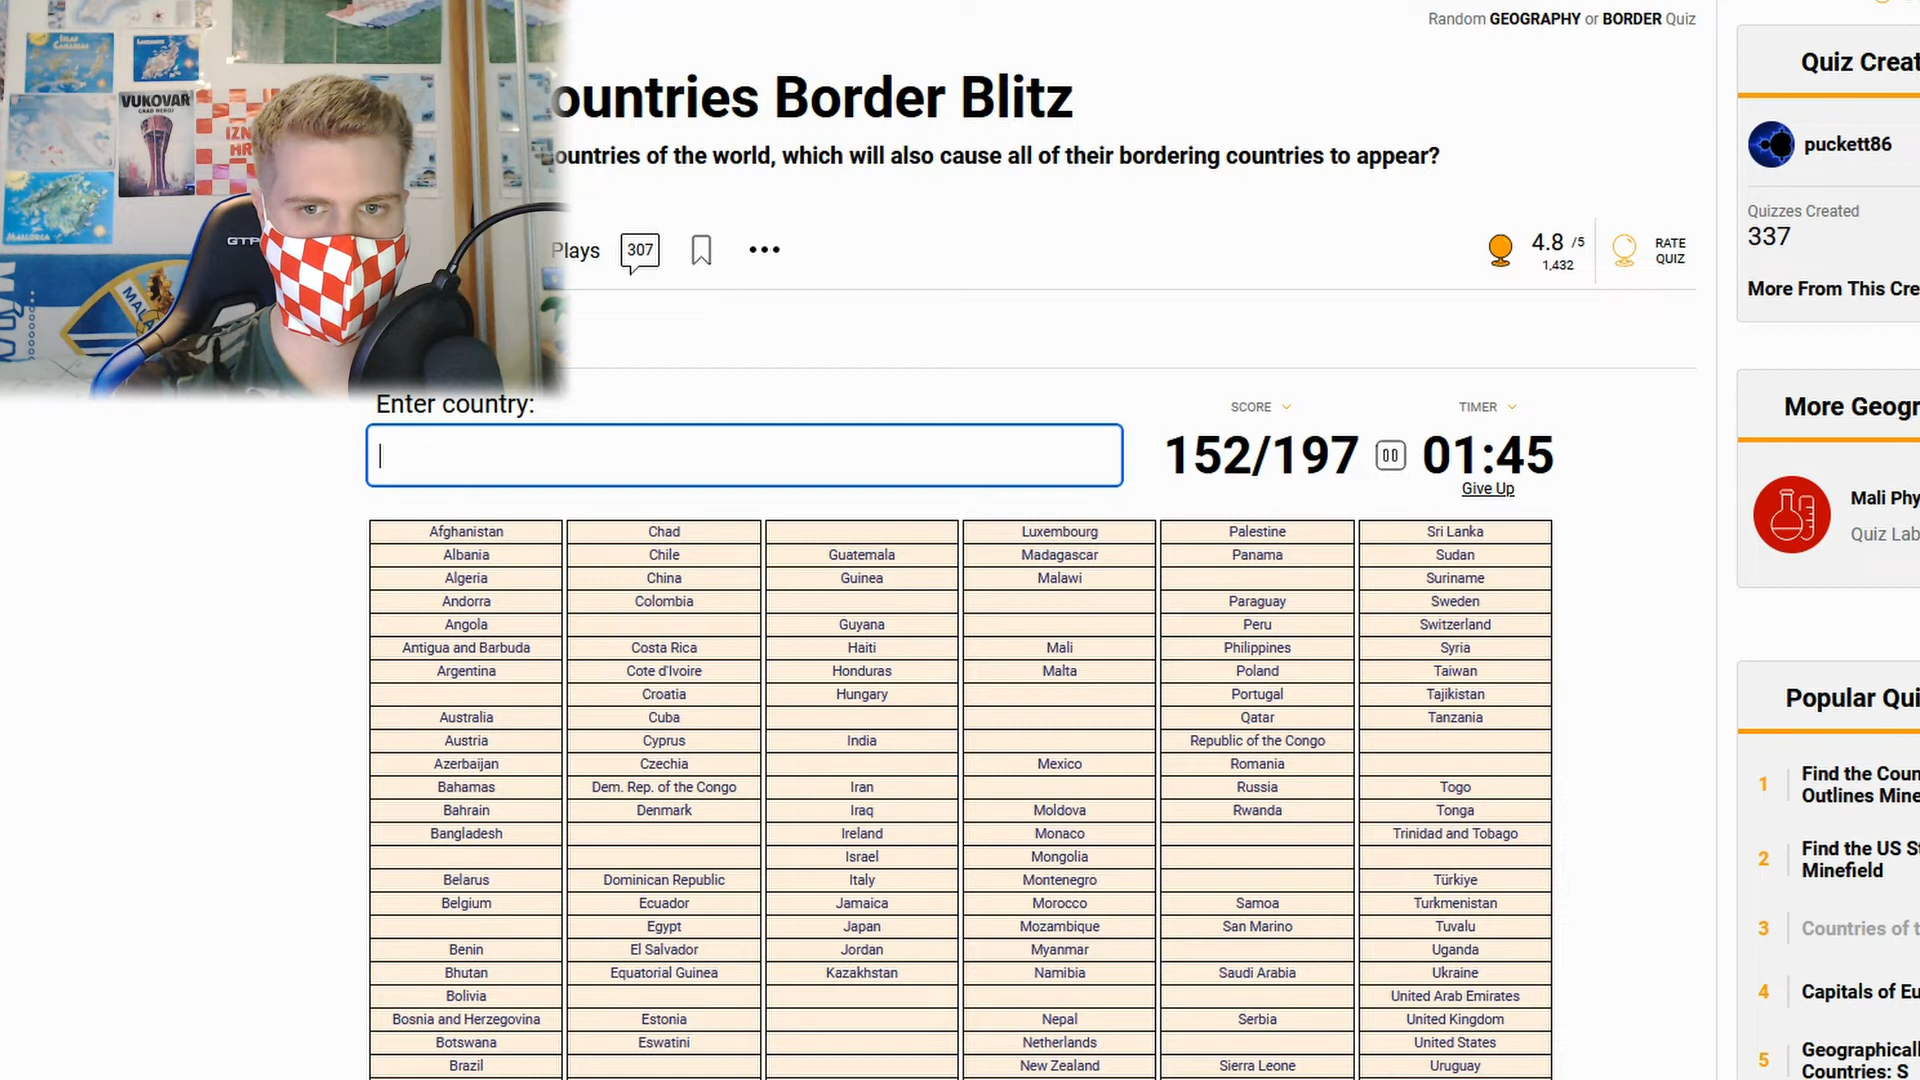 Random GEOGRAPHY or BORDER Quiz
ountries Border Blitz
ountries of the world, which will also cause all of their bordering countries to appear?
Plays
307
4.8 /5
1,432
RATE
QUIZ
Quiz Creat
puckett86
Quizzes Created
337
More From This Cre
VUKOVAR
GTP
MALLORCA
Enter country:
SCORE
TIMER
152/197
01:45
Give Up
More Geogr
Mali Phy
Quiz Lab
Afghanistan Chad Luxembourg Palestine Sri Lanka
Albania Chile Guatemala Madagascar Panama Sudan
Algeria China Guinea Malawi Suriname
Andorra Colombia Paraguay Sweden
Angola Guyana Peru Switzerland
Antigua and Barbuda Costa Rica Haiti Mali Philippines Syria
Argentina Cote d'Ivoire Honduras Malta Poland Taiwan
Croatia Hungary Portugal Tajikistan
Australia Cuba Qatar Tanzania
Austria Cyprus India Republic of the Congo
Azerbaijan Czechia Mexico Romania
Bahamas Dem. Rep. of the Congo Iran Russia Togo
Bahrain Denmark Iraq Moldova Rwanda Tonga
Bangladesh Ireland Monaco Trinidad and Tobago
Israel Mongolia
Belarus Dominican Republic Italy Montenegro Türkiye
Belgium Ecuador Jamaica Morocco Samoa Turkmenistan
Egypt Japan Mozambique San Marino Tuvalu
Benin El Salvador Jordan Myanmar Uganda
Bhutan Equatorial Guinea Kazakhstan Namibia Saudi Arabia Ukraine
Bolivia United Arab Emirates
Bosnia and Herzegovina Estonia Nepal Serbia United Kingdom
Botswana Eswatini Netherlands United States
Brazil New Zealand Sierra Leone Uruguay
Popular Qui
1 Find the Coun
Outlines Mine
2 Find the US St
Minefield
3 Countries of t
4 Capitals of Eu
5 Geographicall
Countries: S